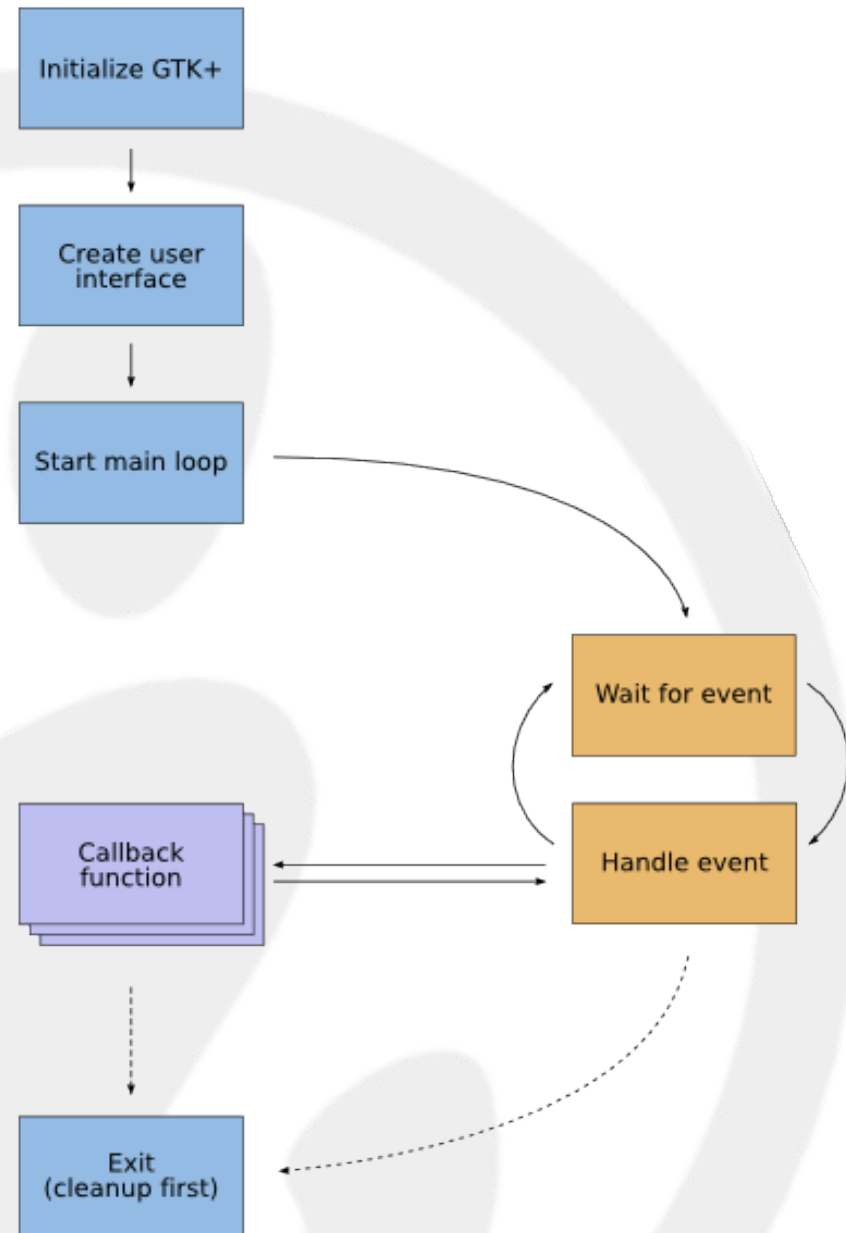 Initialize GTK+
Create user
interface
Start main loop
Wait for event
Callback
function
Handle event
Exit
(cleanup first)